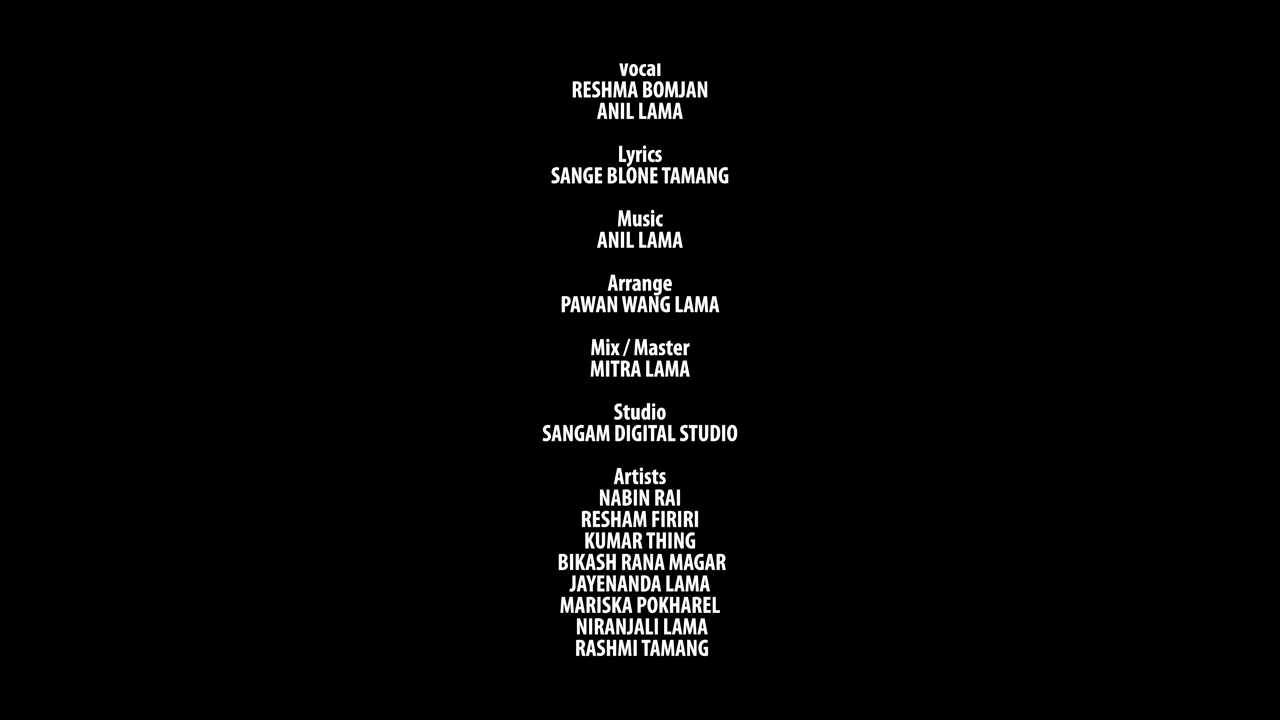 Vocal
RESHMA BOMJAN
ANIL LAMA
Lyrics
SANGE BLONE TAMANG
Music
ANIL LAMA
Arrange
PAWAN WANG LAMA
Mix / Master
MITRA LAMA
Studio
SANGAM DIGITAL STUDIO
Artists
NABIN RAI
RESHAM FIRIRI
KUMAR THING
BIKASH RANA MAGAR
JAYENANDA LAMA
MARISKA POKHAREL
NIRANJALI LAMA
RASHMI TAMANG